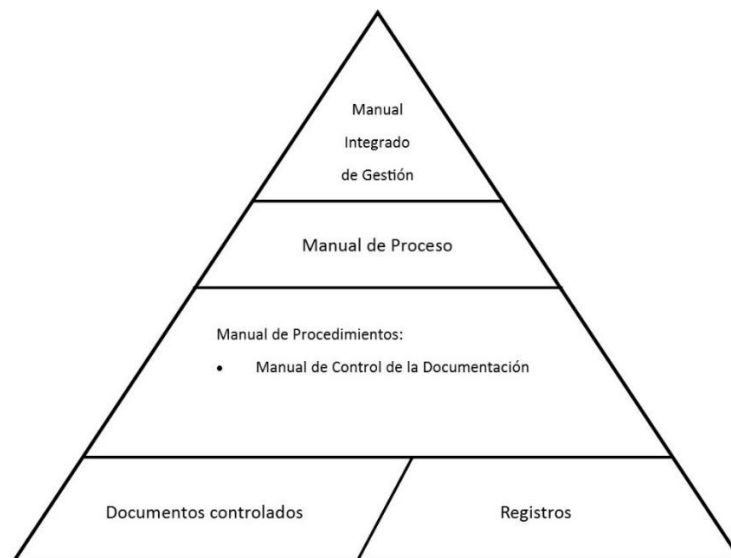 Manual
Integrado
de Gestión
Manual de Proceso
Manual de Procedimientos:
• Manual de Control de la Documentación
Documentos controlados
Registros